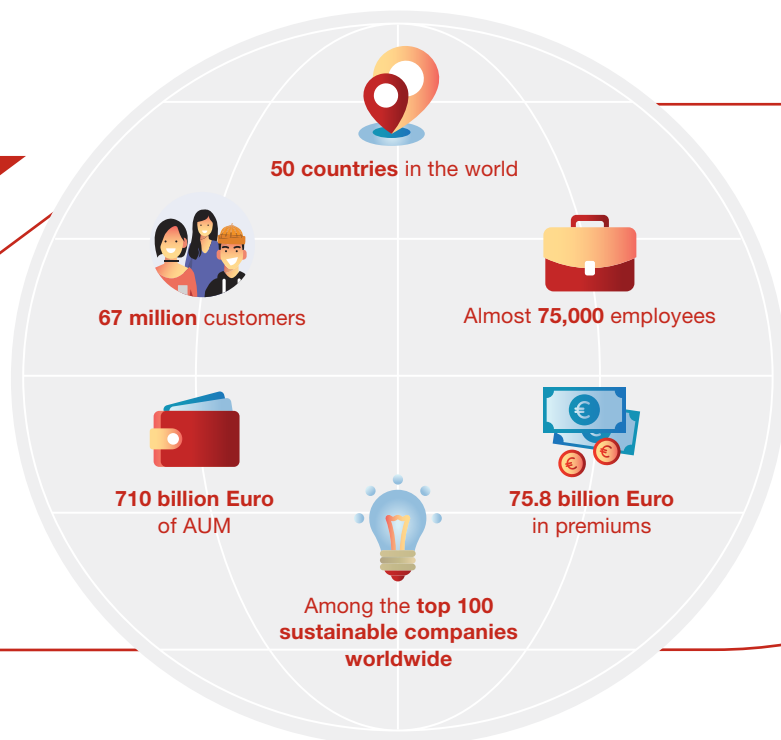 50 countries in the world
67 million customers
Almost 75,000 employees
710 billion Euro
of AUM
75.8 billion Euro
in premiums
Among the top 100
sustainable companies
worldwide